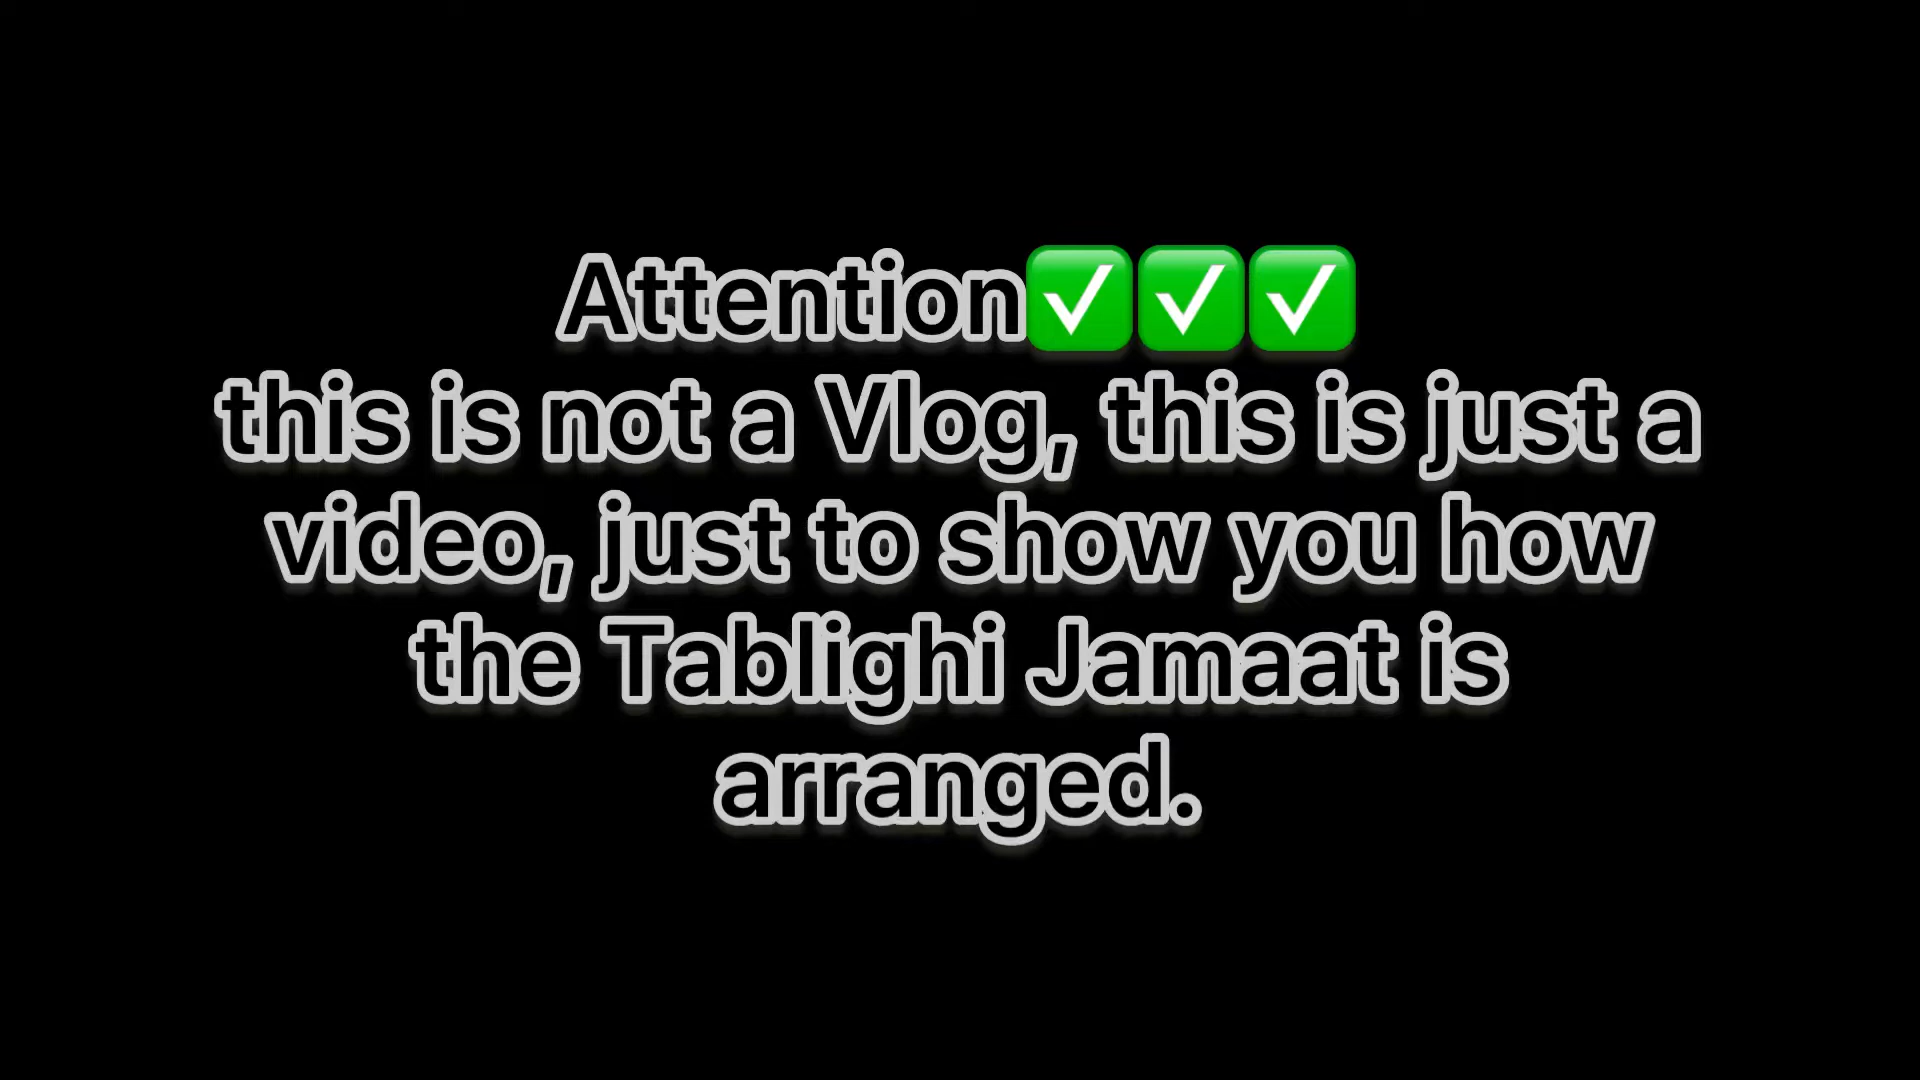 Attention✅✅✅
this is not a Vlog, this is just a
video, just to show you how
the Tablighi Jamaat is
arranged.